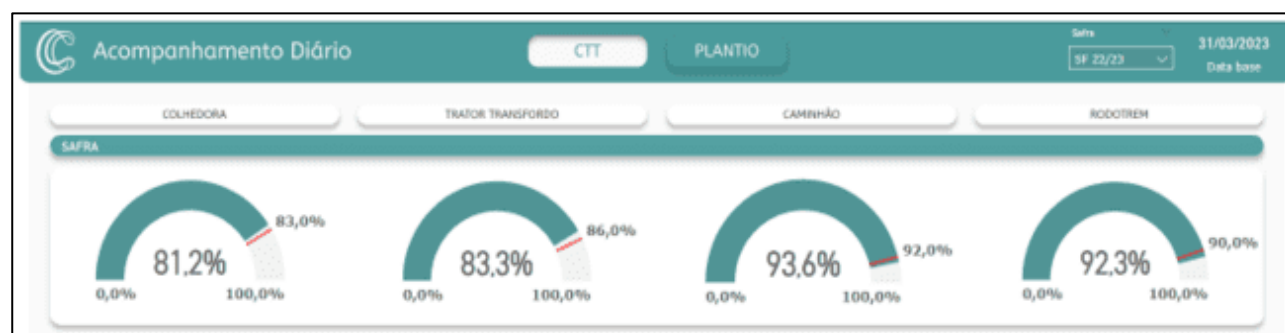 Acompanhamento Diário
CTT
PLANTIO
Safra
SF 22/23
31/03/2023
Data base
COLHEDORA
TRATOR TRANSFORDO
CAMINHÃO
RODOTREM
SAFRA
83,0%
81,2%
0,0% 100,0%
86,0%
83,3%
0,0% 100,0%
92,0%
93,6%
0,0% 100,0%
90,0%
92,3%
0,0% 100,0%